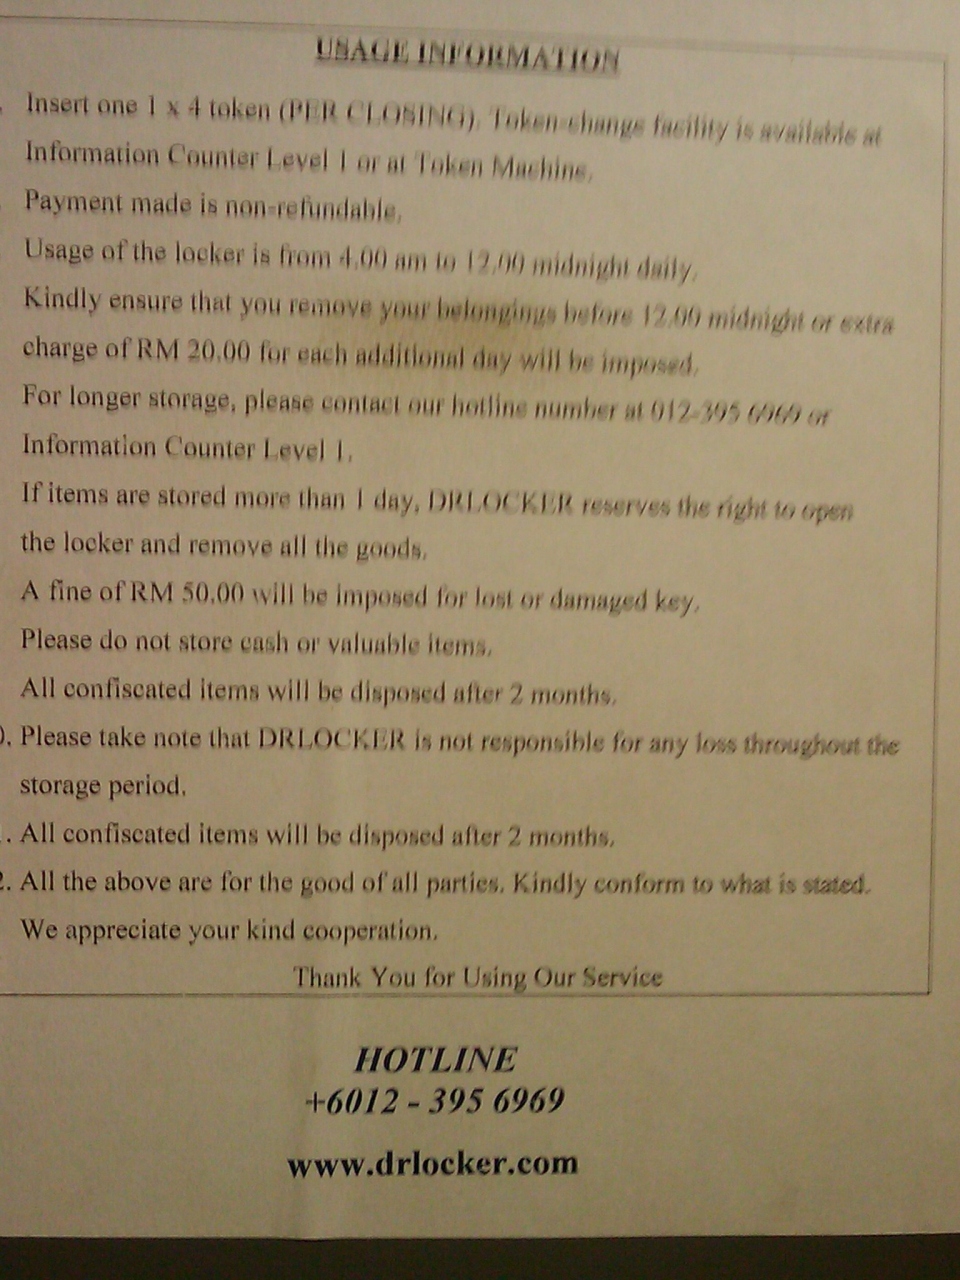 USAGE INFORMATION
. Insert one 1 x 4 token (PER CLOSING). Token change facility is available at
Information Counter Level 1 or at Token Machine.
. Payment made is non-refundable.
Usage of the locker is from 4.00 am to 12.00 midnight daily.
Kindly ensure that you remove your belongings before 12.00 midnight or extra
charge of RM 20.00 for each additional day will be imposed.
For longer storage, please contact our hotline number at 012-395 6969 or
Information Counter Level 1.
If items are stored more than 1 day, DRLOCKER reserves the right to open
the locker and remove all the goods.
A fine of RM 50.00 will be imposed for lost or damaged key.
Please do not store cash or valuable items.
All confiscated items will be disposed after 2 months.
0. Please take note that DRLOCKER is not responsible for any loss throughout the
storage period.
. All confiscated items will be disposed after 2 months.
2. All the above are for the good of all parties. Kindly conform to what is stated.
We appreciate your kind cooperation.
Thank You for Using Our Service
HOTLINE
+6012 - 395 6969
www.drlocker.com